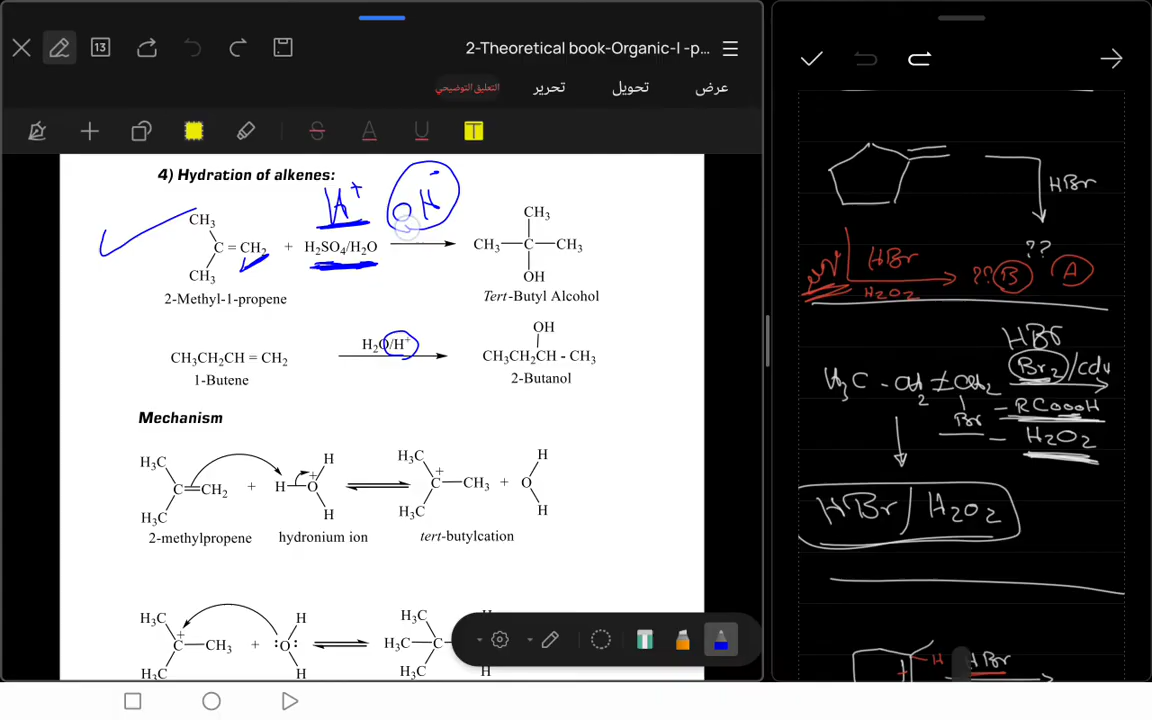 13
2-Theoretical book-Organic-I -p...
عرض تحويل تحرير التعليق التوضيحي
4) Hydration of alkenes:
H⁺ OH⁻
CH₃
C = CH₂ + H₂SO₄/H₂O
CH₃
2-Methyl-1-propene
CH₃
CH₃—C—CH₃
OH
Tert-Butyl Alcohol
CH₃CH₂CH = CH₂
1-Butene
H₂O/H⁺
OH
CH₃CH₂CH - CH₃
2-Butanol
Mechanism
H₃C
C=CH₂
H₃C
2-methylpropene
+
H
H—O
+
H
hydronium ion
H₃C
+
C—CH₃
H₃C
tert-butylcation
+
H
O
H
H₃C
+
C—CH₃
H₃C
+
H
:O:
H
H₃C
H₃C—C
H₃C
H
H
HBr
??
HBr
H₂O₂
?? B A
HBr
Br₂
H₃C - CH₂ CH₂
Br
- RCOOOH
- H₂O₂
HBr/H₂O₂
H
HBr